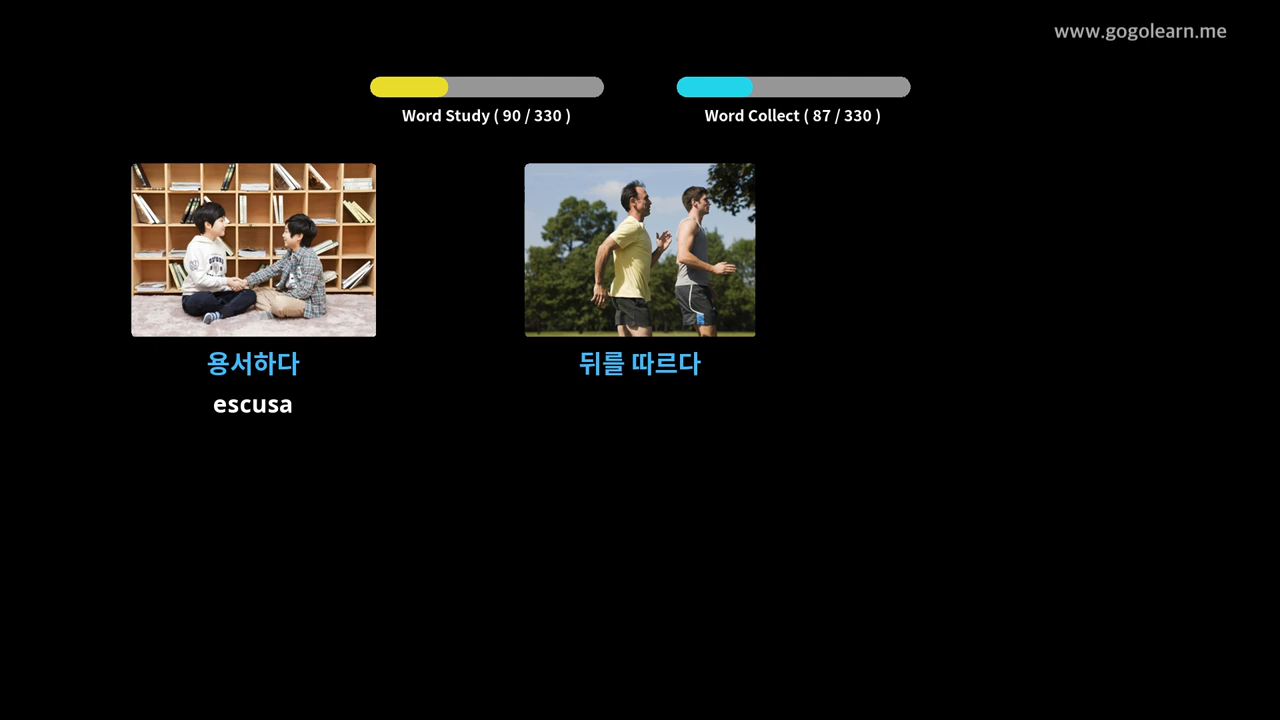 www.gogolearn.me
Word Study ( 90 / 330 )
Word Collect ( 87 / 330 )
용서하다
escusa
뒤를 따르다